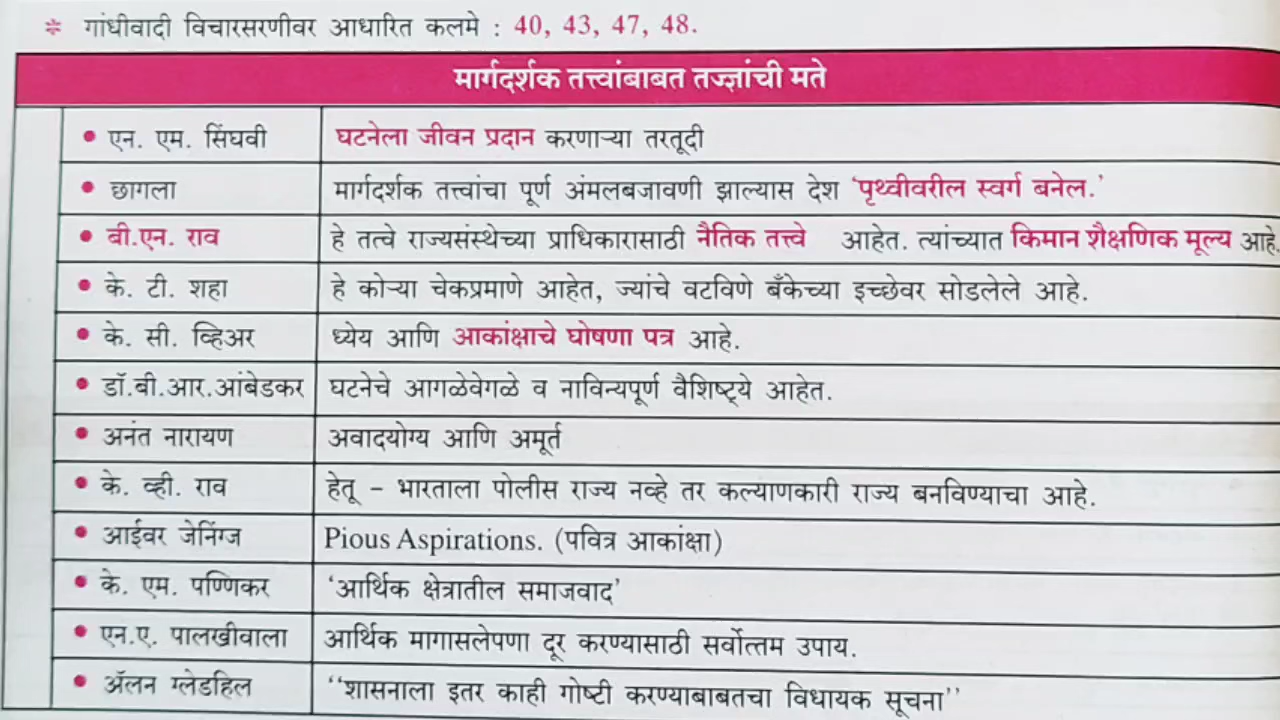 ❈ गांधीवादी विचारसरणीवर आधारित कलमे : 40, 43, 47, 48.
मार्गदर्शक तत्त्वांबाबत तज्ज्ञांची मते
• एन. एम. सिंघवी घटनेला जीवन प्रदान करणाऱ्या तरतूदी
• छागला मार्गदर्शक तत्त्वांचा पूर्ण अंमलबजावणी झाल्यास देश ‘पृथ्वीवरील स्वर्ग बनेल.’
• बी.एन. राव हे तत्वे राज्यसंस्थेच्या प्राधिकारासाठी नैतिक तत्त्वे आहेत. त्यांच्यात किमान शैक्षणिक मूल्य आहे.
• के. टी. शहा हे कोऱ्या चेकप्रमाणे आहेत, ज्यांचे वटविणे बँकेच्या इच्छेवर सोडलेले आहे.
• के. सी. व्हिअर ध्येय आणि आकांक्षाचे घोषणा पत्र आहे.
• डॉ.बी.आर.आंबेडकर घटनेचे आगळेवेगळे व नाविन्यपूर्ण वैशिष्ट्ये आहेत.
• अनंत नारायण अवादयोग्य आणि अमूर्त
• के. व्ही. राव हेतू – भारताला पोलीस राज्य नव्हे तर कल्याणकारी राज्य बनविण्याचा आहे.
• आईवर जेनिंग्ज Pious Aspirations. (पवित्र आकांक्षा)
• के. एम. पण्णिकर ‘आर्थिक क्षेत्रातील समाजवाद’
• एन.ए. पालखीवाला आर्थिक मागासलेपणा दूर करण्यासाठी सर्वोत्तम उपाय.
• ॲलन ग्लेडहिल ‘‘शासनाला इतर काही गोष्टी करण्याबाबतचा विधायक सूचना’’